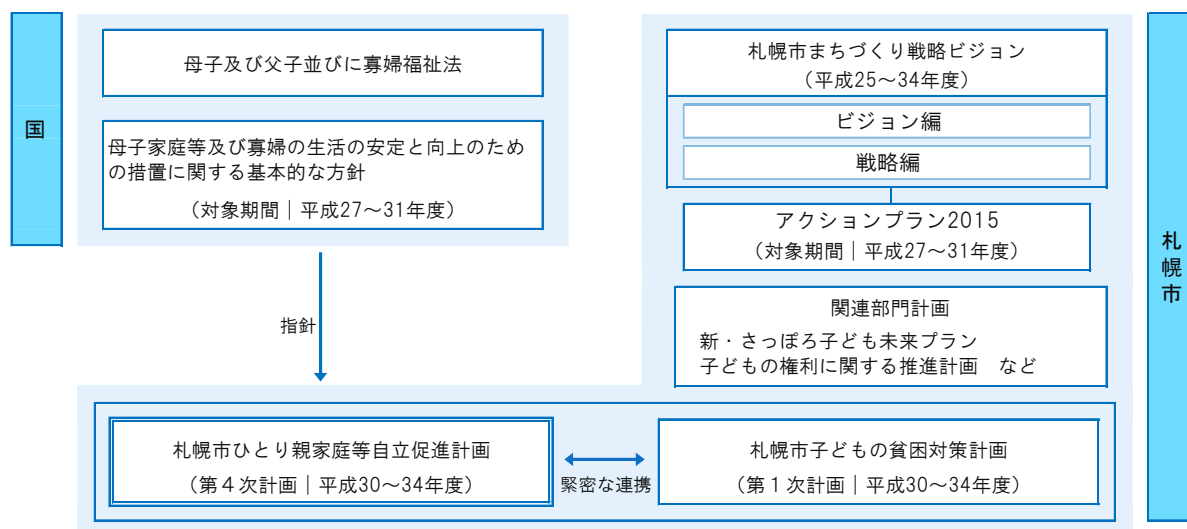 国
母子及び父子並びに寡婦福祉法
母子家庭等及び寡婦の生活の安定と向上のため
の措置に関する基本的な方針
（対象期間｜平成27～31年度）
指針
札幌市まちづくり戦略ビジョン
（平成25～34年度）
ビジョン編
戦略編
アクションプラン2015
（対象期間｜平成27～31年度）
関連部門計画
新・さっぽろ子ども未来プラン
子どもの権利に関する推進計画　など
札幌市
札幌市ひとり親家庭等自立促進計画
（第４次計画｜平成30～34年度）
緊密な連携
札幌市子どもの貧困対策計画
（第１次計画｜平成30～34年度）